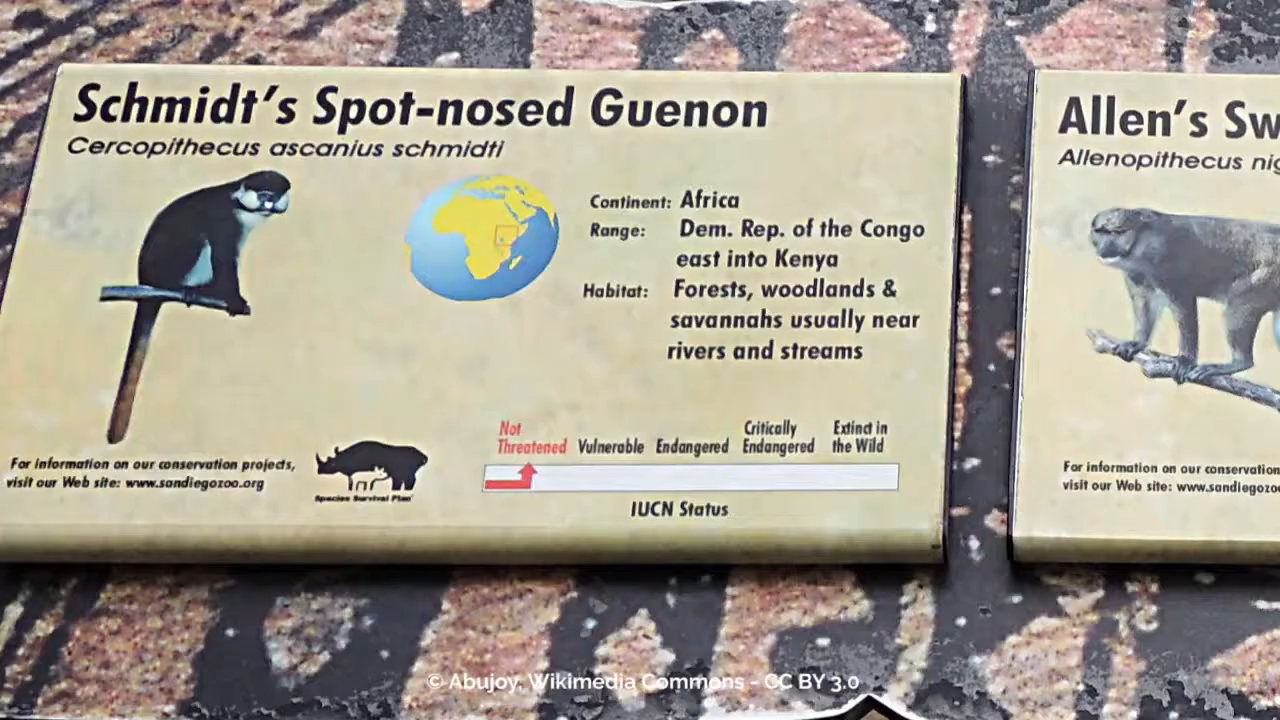 Schmidt's Spot-nosed Guenon
Cercopithecus ascanius schmidti
Continent: Africa
Range: Dem. Rep. of the Congo
east into Kenya
Habitat: Forests, woodlands &
savannahs usually near
rivers and streams
Not
Threatened
Vulnerable
Endangered
Critically
Endangered
Extinct in
the Wild
IUCN Status
For information on our conservation projects,
visit our Web site: www.sandiegozoo.org
Species Survival Plan
Allen's Sw
Allenopithecus nig
For information on our conservation
visit our Web site: www.sandiegozoo
© Abujoy, Wikimedia Commons - CC BY 3.0